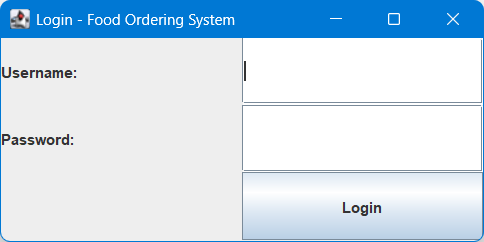 Login - Food Ordering System
Username:
Password:
Login